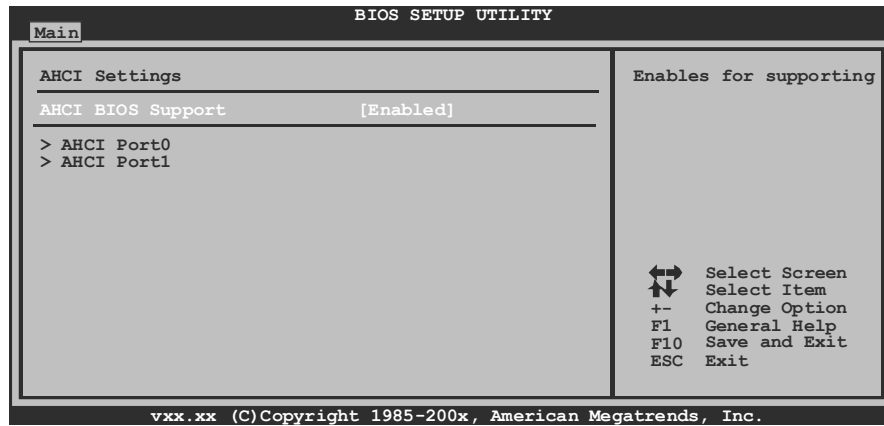 BIOS SETUP UTILITY
Main
AHCI Settings
AHCI BIOS Support [Enabled]
> AHCI Port0
> AHCI Port1
Enables for supporting
Select Screen
Select Item
+- Change Option
F1 General Help
F10 Save and Exit
ESC Exit
vxx.xx (C)Copyright 1985-200x, American Megatrends, Inc.